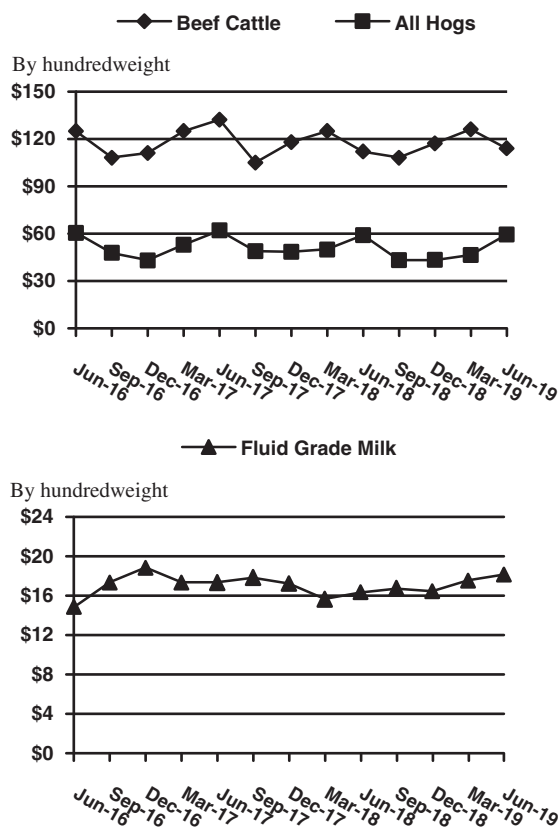 Beef Cattle All Hogs
By hundredweight
$150
$120
$90
$60
$30
$0
Jun-16 Sep-16 Dec-16 Mar-17 Jun-17 Sep-17 Dec-17 Mar-18 Jun-18 Sep-18 Dec-18 Mar-19 Jun-19
Fluid Grade Milk
By hundredweight
$24
$20
$16
$12
$8
$4
$0
Jun-16 Sep-16 Dec-16 Mar-17 Jun-17 Sep-17 Dec-17 Mar-18 Jun-18 Sep-18 Dec-18 Mar-19 Jun-19